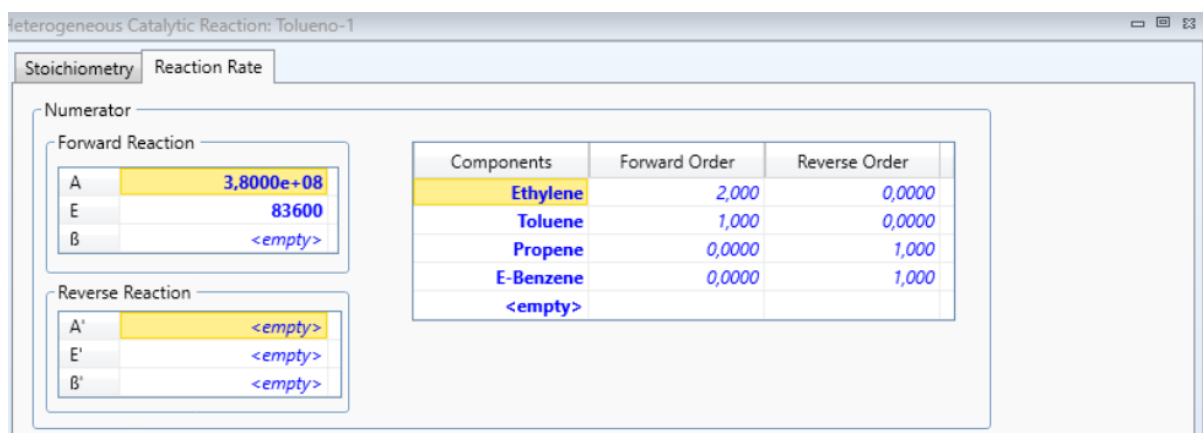 Heterogeneous Catalytic Reaction: Tolueno-1
Stoichiometry Reaction Rate
Numerator
Forward Reaction
A 3,8000e+08
E 83600
ß <empty>
Reverse Reaction
A' <empty>
E' <empty>
ß' <empty>
Components Forward Order Reverse Order
Ethylene 2,000 0,0000
Toluene 1,000 0,0000
Propene 0,0000 1,000
E-Benzene 0,0000 1,000
<empty>